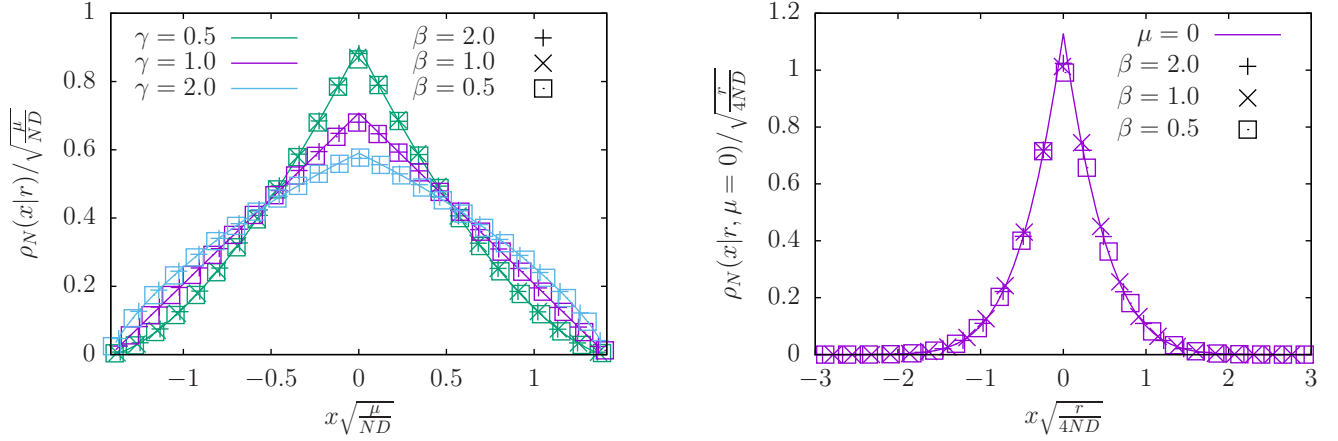 1
0.8
0.6
0.4
0.2
0
−1
−0.5
0
0.5
1
γ = 0.5
γ = 1.0
γ = 2.0
β = 2.0
β = 1.0
β = 0.5
ρ_N(x|r)/√(μ/ND)
x√(μ/ND)
1.2
1
0.8
0.6
0.4
0.2
0
−3
−2
−1
0
1
2
3
μ = 0
β = 2.0
β = 1.0
β = 0.5
ρ_N(x|r, μ = 0)/√(r/4ND)
x√(r/4ND)